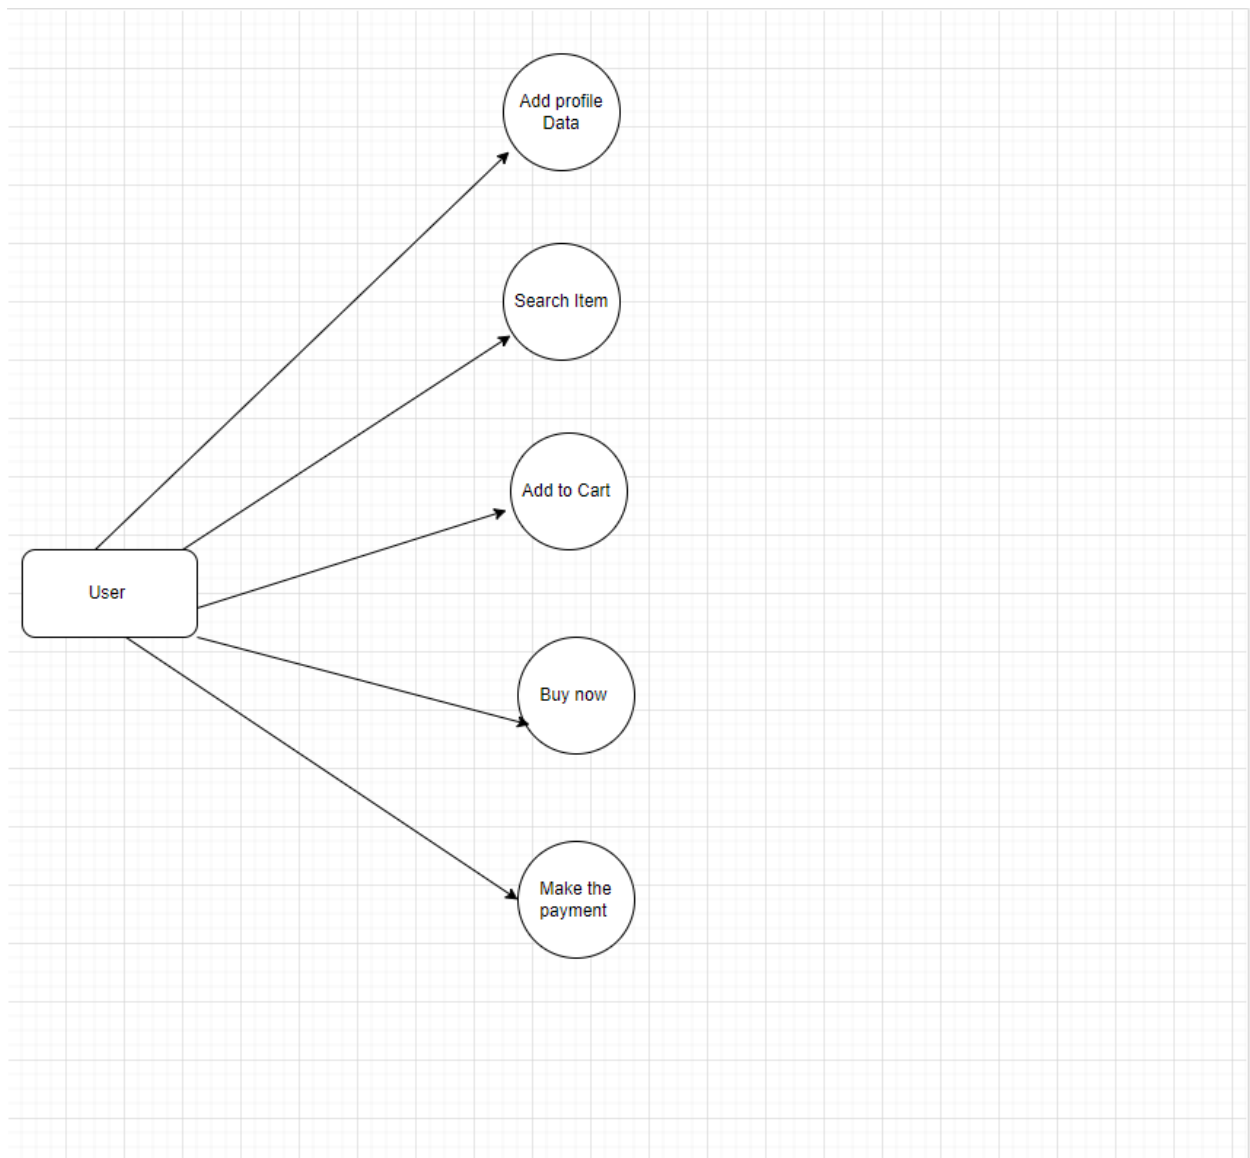 Add profile
Data
Search Item
Add to Cart
User
Buy now
Make the
payment